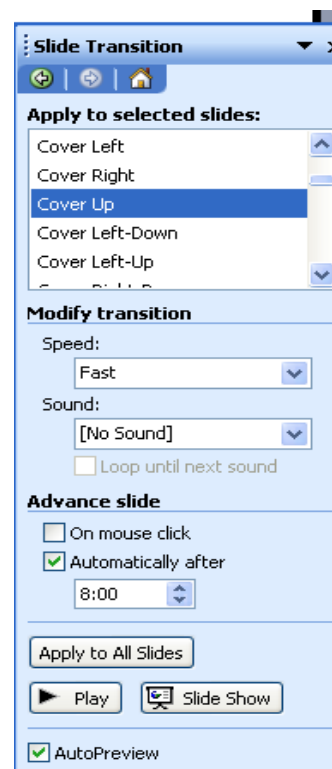 Slide Transition
Apply to selected slides:
Cover Left
Cover Right
Cover Up
Cover Left-Down
Cover Left-Up
Modify transition
Speed:
Fast
Sound:
[No Sound]
Loop until next sound
Advance slide
On mouse click
Automatically after
8:00
Apply to All Slides
Play Slide Show
AutoPreview